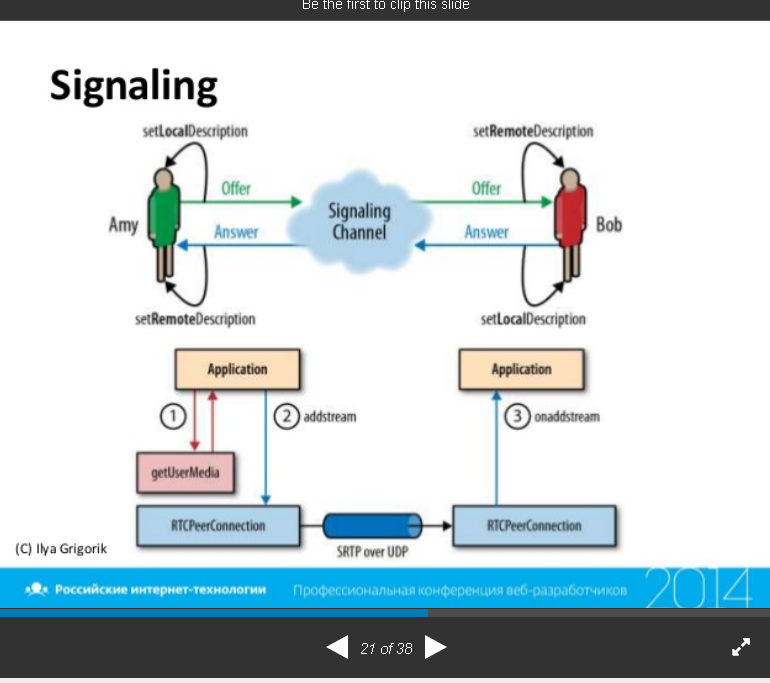 Be the first to clip this slide
Signaling
setLocalDescription
setRemoteDescription
Offer
Offer
Signaling
Channel
Amy
Bob
Answer
Answer
setRemoteDescription
setLocalDescription
Application
Application
1
2
addstream
3
onaddstream
getUserMedia
RTCPeerConnection
RTCPeerConnection
SRTP over UDP
(C) Ilya Grigorik
Российские интернет-технологии
Профессиональная конференция веб-разработчиков
2014
21 of 38